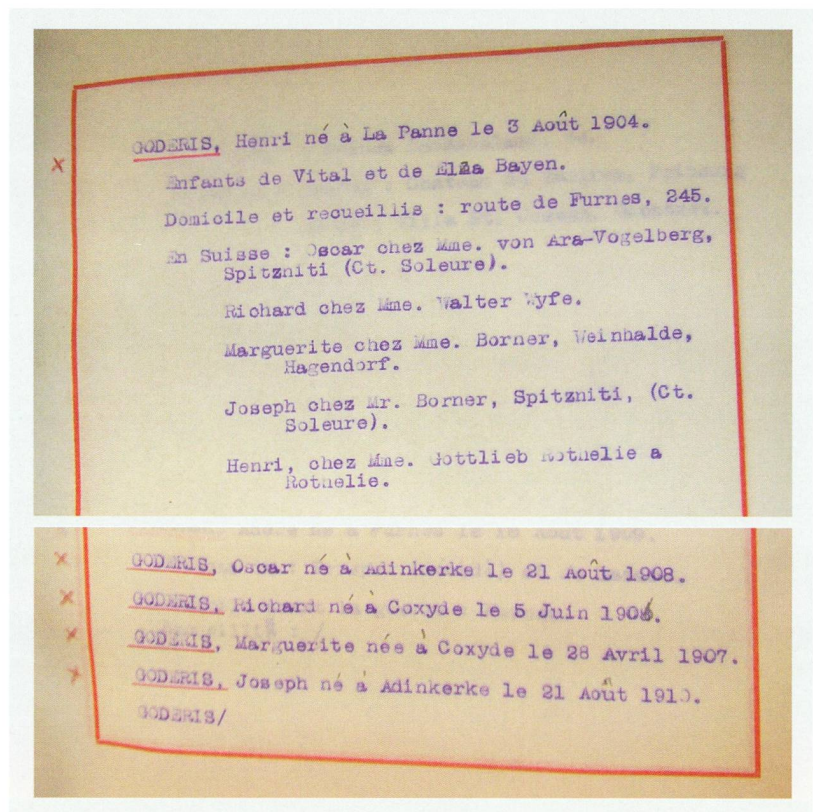 GODERIS, Henri né à La Panne le 3 Août 1904.
Enfants de Vital et de Elza Bayen.
Domicile et recueillis : route de Furnes, 245.
En Suisse : Oscar chez Mme. von Ara-Vogelberg,
Spitzniti (Ct. Soleure).
Richard chez Mme. Walter Wyfe.
Marguerite chez Mme. Borner, Weinhalde,
Hagendorf.
Joseph chez Mr. Borner, Spitzniti, (Ct.
Soleure).
Henri, chez Mme. Gottlieb Rothelie a
Rothelie.
GODERIS, Oscar né à Adinkerke le 21 Août 1908.
GODERIS, Richard né à Coxyde le 5 Juin
GODERIS, Marguerite née à Coxyde le 28 Avril 1907.
GODERIS, Joseph né à Adinkerke le 21 Août 1910.
GODERIS/